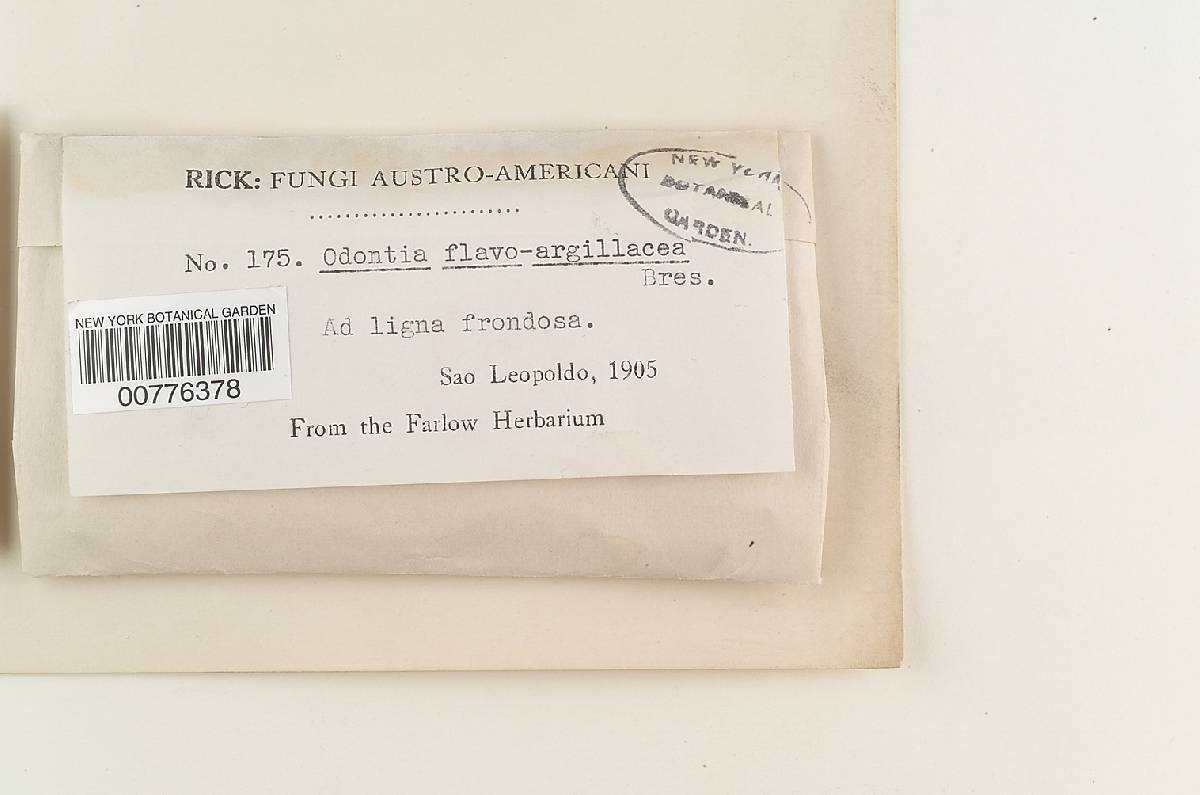 RICK: FUNGI AUSTRO-AMERICANI
NEW YORK
BOTANICAL
GARDEN.
No. 175. Odontia flavo-argillacea
Bres.
NEW YORK BOTANICAL GARDEN
00776378
Ad ligna frondosa.
Sao Leopoldo, 1905
From the Farlow Herbarium